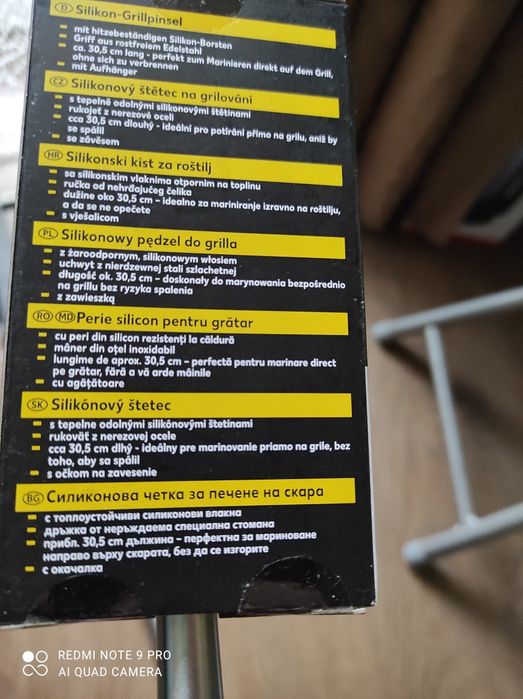 D Silikon-Grillpinsel
mit hitzebeständigen Silikon-Borsten
Griff aus rostfreiem Edelstahl
ca. 30,5 cm lang - perfekt zum Marinieren direkt auf dem Grill,
ohne sich zu verbrennen
mit Aufhänger
CZ Silikonový štětec na grilování
s tepelně odolnými silikonovými štětinami
rukojeť z nerezové oceli
cca 30,5 cm dlouhý - ideální pro potírání přímo na grilu, aniž by
se spálil
se závěsem
HR Silikonski kist za roštilj
sa silikonskim vlaknima otpornim na toplinu
ručka od nehrđajućeg čelika
dužine oko 30,5 cm – idealno za mariniranje izravno na roštilju,
a da se ne opečete
s vješalicom
PL Silikonowy pędzel do grilla
z żaroodpornym, silikonowym włosiem
uchwyt z nierdzewnej stali szlachetnej
długość ok. 30,5 cm – doskonały do marynowania bezpośrednio
na grillu bez ryzyka spalenia
z zawieszką
RO MD Perie silicon pentru grătar
cu peri din silicon rezistenți la căldură
mâner din oțel inoxidabil
lungime de aprox. 30,5 cm – perfectă pentru marinare direct
pe grătar, fără a vă arde mâinile
cu agățătoare
SK Silikónový štetec
s tepelne odolnými silikónovými štetinami
rukoväť z nerezovej ocele
cca 30,5 cm dlhý - ideálny pre marinovanie priamo na grile, bez
toho, aby sa spálil
s očkom na zavesenie
BG Силиконова четка за печене на скара
с топлоустойчиви силиконови влакна
дръжка от неръждаема специална стомана
прибл. 30,5 cm дължина – перфектна за мариноване
направо върху скарата, без да се изгорите
с окачалка
REDMI NOTE 9 PRO
AI QUAD CAMERA